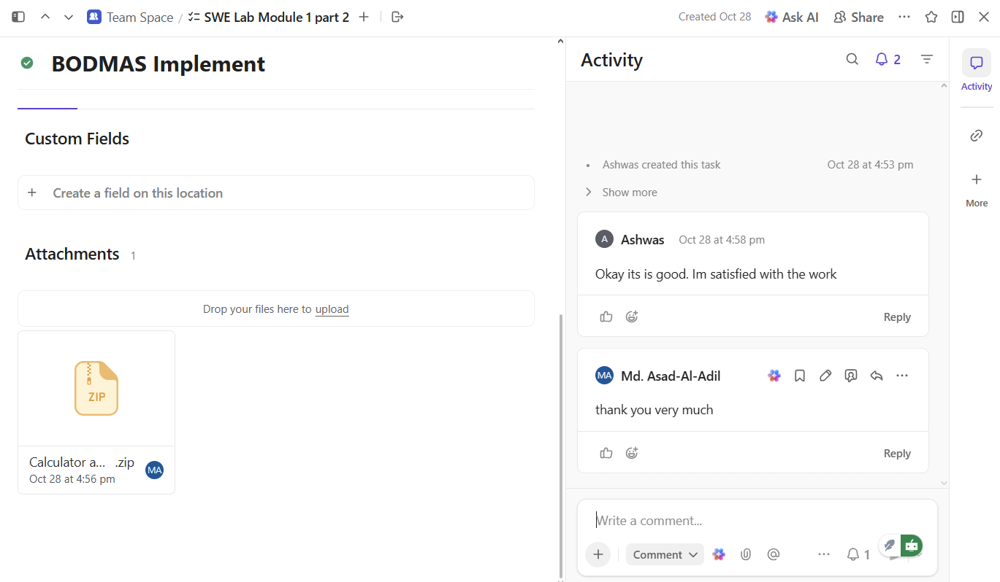 Team Space / SWE Lab Module 1 part 2
Created Oct 28
Ask AI
Share
BODMAS Implement
Custom Fields
Create a field on this location
Attachments 1
Drop your files here to upload
ZIP
Calculator a... .zip
Oct 28 at 4:56 pm
MA
Activity
2
Ashwas created this task
Oct 28 at 4:53 pm
Show more
A Ashwas Oct 28 at 4:58 pm
Okay its is good. Im satisfied with the work
Reply
MA Md. Asad-Al-Adil
thank you very much
Reply
Write a comment...
Comment
1
Activity
More